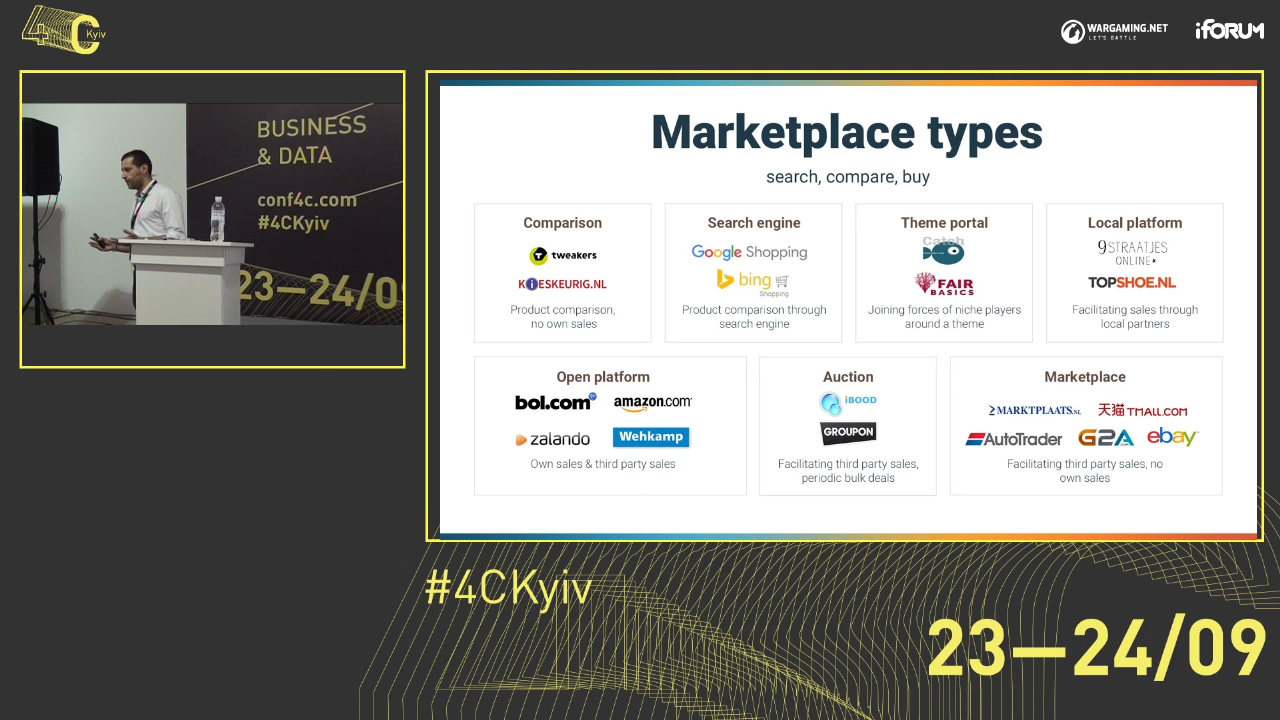 4C Kyiv
WARGAMING.NET
LET'S BATTLE
iFORUM
BUSINESS
& DATA
conf4c.com
#4CKyiv
23—24/09
Marketplace types
search, compare, buy
Comparison
tweakers
KIESKEURIG.NL
Product comparison,
no own sales
Search engine
Google Shopping
bing
Shopping
Product comparison through
search engine
Theme portal
Catch
FAIR
BASICS
Joining forces of niche players
around a theme
Local platform
9STRAATJES
ONLINE
TOPSHOE.NL
Facilitating sales through
local partners
Open platform
bol.com
amazon.com
zalando
Wehkamp
Own sales & third party sales
Auction
iBOOD
GROUPON
Facilitating third party sales,
periodic bulk deals
Marketplace
MARKTPLAATS.NL
天猫 TMALL.COM
AutoTrader
G2A
ebay
Facilitating third party sales, no
own sales
#4CKyiv
23—24/09